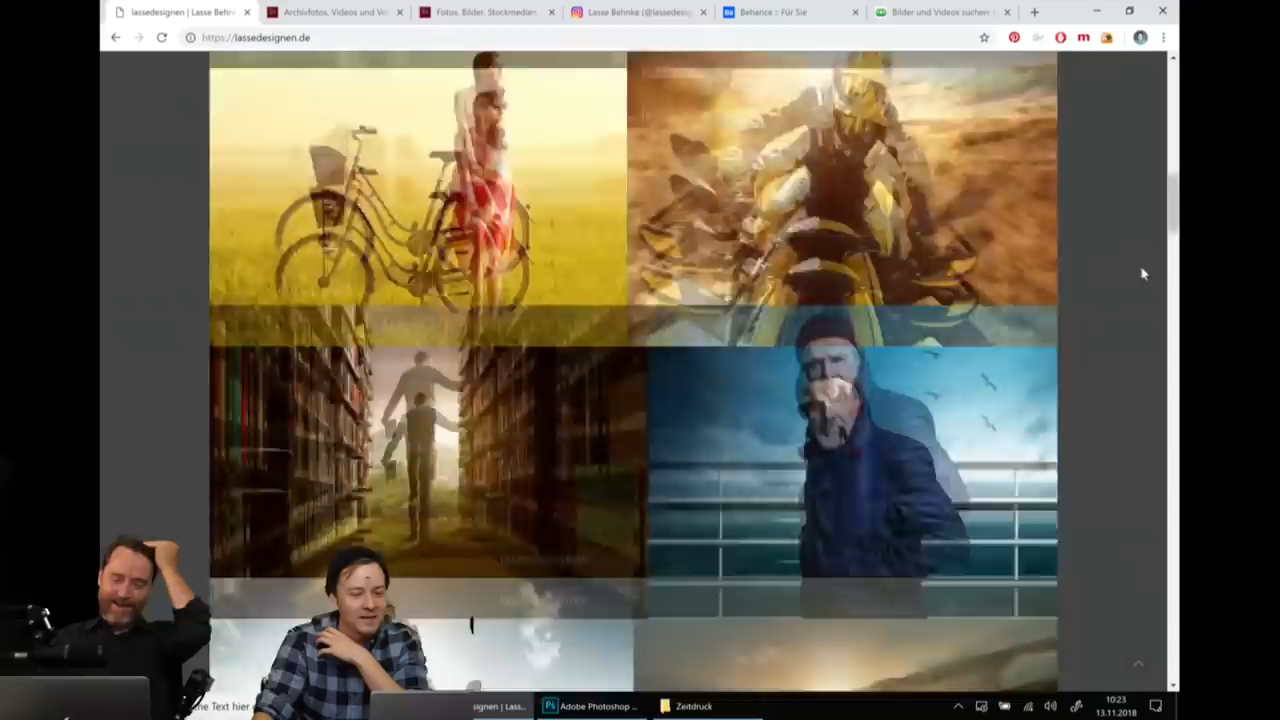 lassedesignen | Lasse Behn
Archivfotos, Videos und Ve
Fotos, Bilder, Stockmedien
Lasse Behnke (@lassedesig
Behance :: Für Sie
Bilder und Videos suchen:
https://lassedesignen.de
he Text hier
signen | Lass...
Adobe Photoshop ...
Zeitdruck
10:23
13.11.2018